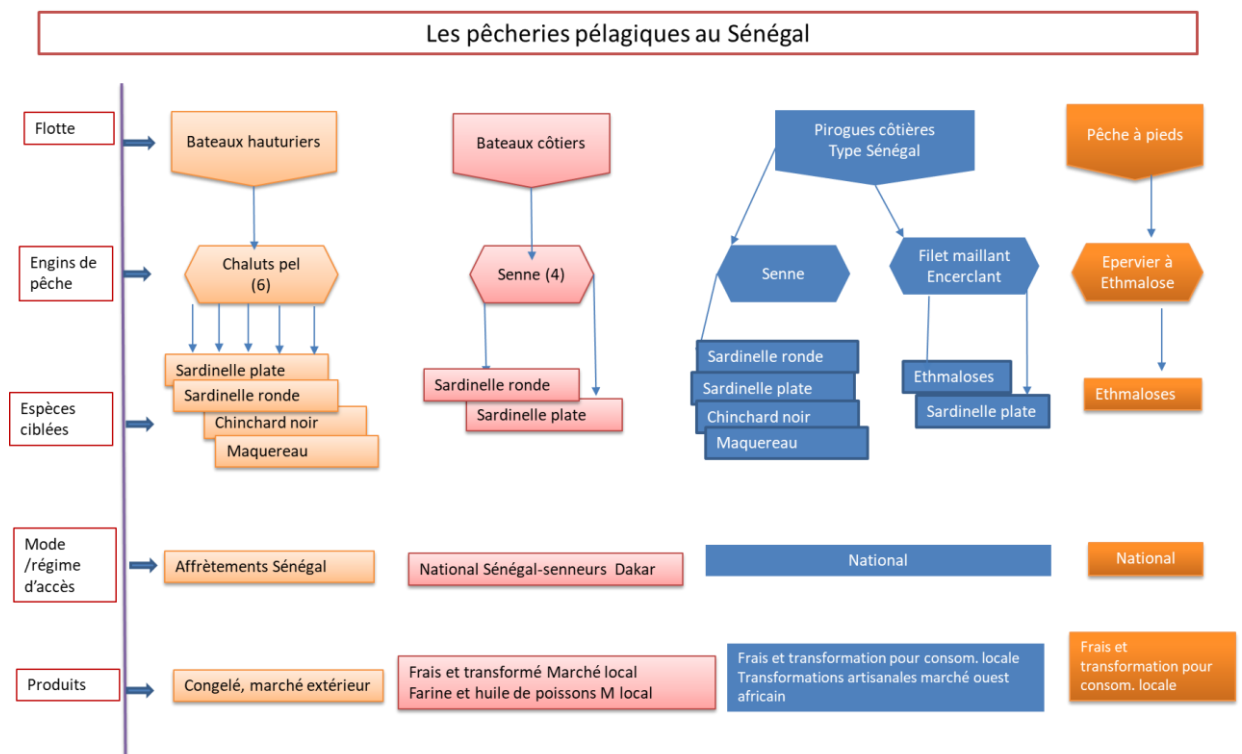 Les pêcheries pélagiques au Sénégal
Flotte
Bateaux hauturiers
Bateaux côtiers
Pirogues côtières
Type Sénégal
Pêche à pieds
Engins de
pêche
Chaluts pel
(6)
Senne (4)
Senne
Filet maillant
Encerclant
Epervier à
Ethmalose
Espèces
ciblées
Sardinelle plate
Sardinelle ronde
Chinchard noir
Maquereau
Sardinelle ronde
Sardinelle plate
Sardinelle ronde
Sardinelle plate
Chinchard noir
Maquereau
Ethmaloses
Sardinelle plate
Ethmaloses
Mode
/régime
d'accès
Affrètements Sénégal
National Sénégal-senneurs Dakar
National
National
Produits
Congelé, marché extérieur
Frais et transformé Marché local
Farine et huile de poissons M local
Frais et transformation pour consom. locale
Transformations artisanales marché ouest
africain
Frais et
transformation pour
consom. locale